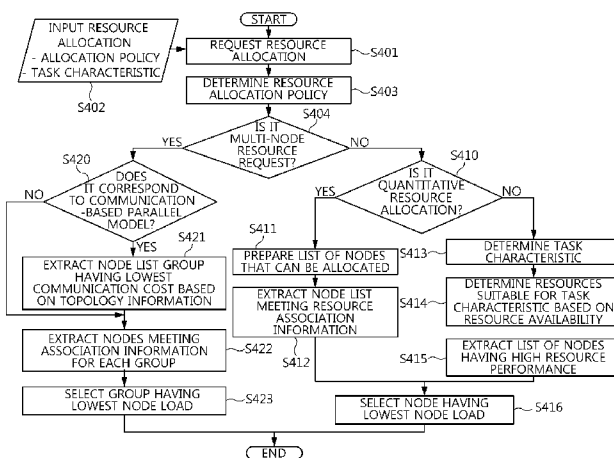 START
INPUT RESOURCE
ALLOCATION
- ALLOCATION POLICY
- TASK CHARACTERISTIC
S402
REQUEST RESOURCE
ALLOCATION
S401
DETERMINE RESOURCE
ALLOCATION POLICY
S403
S404
IS IT
MULTI-NODE
RESOURCE
REQUEST?
YES
NO
S420
DOES
IT CORRESPOND
TO COMMUNICATION
-BASED PARALLEL
MODEL?
NO
YES
S421
EXTRACT NODE LIST GROUP
HAVING LOWEST
COMMUNICATION COST BASED
ON TOPOLOGY INFORMATION
EXTRACT NODES MEETING
ASSOCIATION INFORMATION
FOR EACH GROUP
S422
SELECT GROUP HAVING
LOWEST NODE LOAD
S423
S410
IS IT
QUANTITATIVE
RESOURCE
ALLOCATION?
YES
NO
S411
PREPARE LIST OF NODES
THAT CAN BE ALLOCATED
EXTRACT NODE LIST
MEETING RESOURCE
ASSOCIATION
INFORMATION
S412
S413
DETERMINE TASK
CHARACTERISTIC
S414
DETERMINE RESOURCES
SUITABLE FOR TASK
CHARACTERISTIC BASED ON
RESOURCE AVAILABILITY
S415
EXTRACT LIST OF NODES
HAVING HIGH RESOURCE
PERFORMANCE
SELECT NODE HAVING
LOWEST NODE LOAD
S416
END